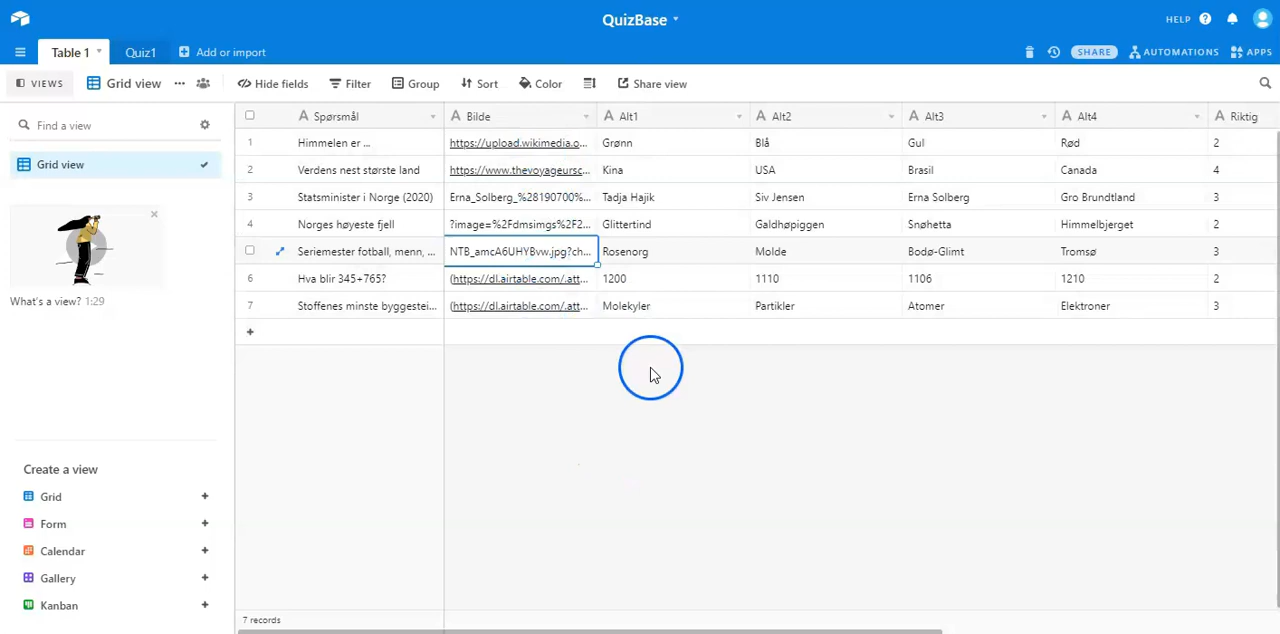 QuizBase
HELP
Table 1 Quiz1 Add or import
SHARE AUTOMATIONS APPS
VIEWS Grid view Hide fields Filter Group Sort Color Share view
Find a view
Grid view
What's a view? 1:29
Create a view
Grid
Form
Calendar
Gallery
Kanban
Spørsmål Bilde Alt1 Alt2 Alt3 Alt4 Riktig
1 Himmelen er ... https://upload.wikimedia.o... Grønn Blå Gul Rød 2
2 Verdens nest største land https://www.thevoyageursc... Kina USA Brasil Canada 4
3 Statsminister i Norge (2020) Erna_Solberg_%28190700%... Tadja Hajik Siv Jensen Erna Solberg Gro Brundtland 3
4 Norges høyeste fjell ?image=%2Fdmsimgs%2F2... Glittertind Galdhøpiggen Snøhetta Himmelbjerget 2
Seriemester fotball, menn, ... NTB_amcA6UHYBvw.jpg?ch... Rosenorg Molde Bodø-Glimt Tromsø 3
6 Hva blir 345+765? (https://dl.airtable.com/.att... 1200 1110 1106 1210 2
7 Stoffenes minste byggestei... (https://dl.airtable.com/.att... Molekyler Partikler Atomer Elektroner 3
7 records